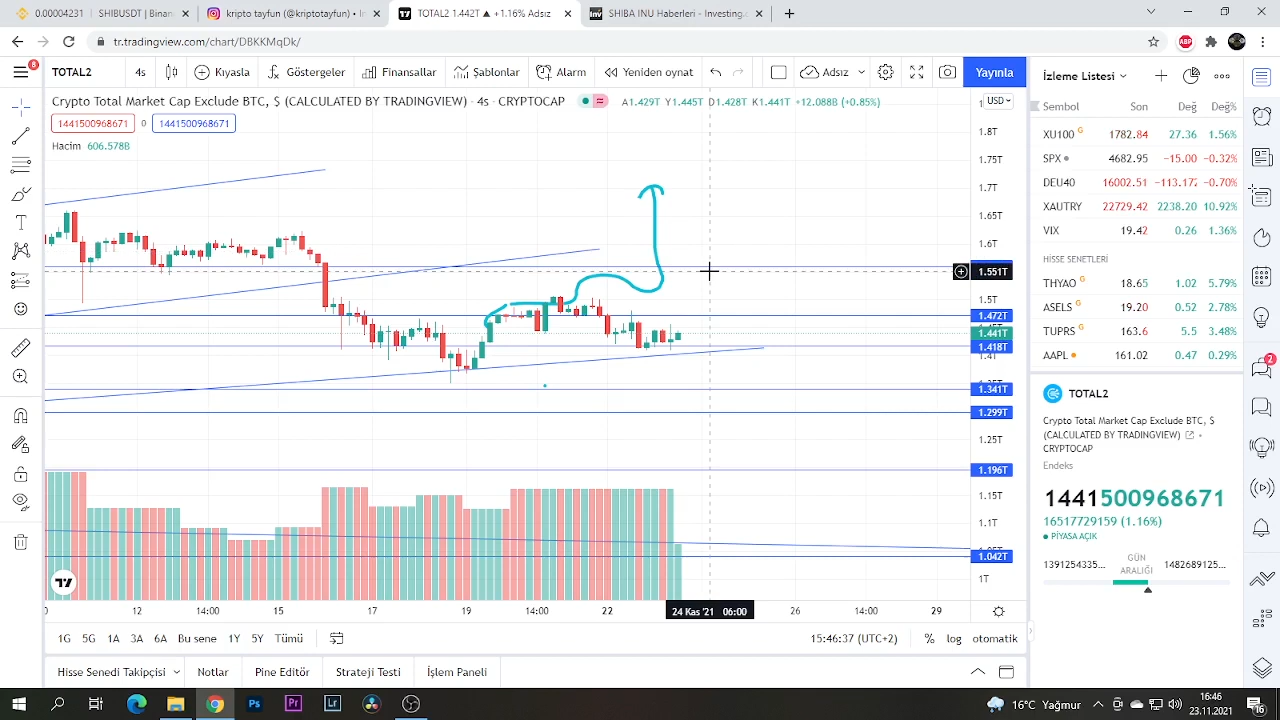 0.00004231 | SHIBUSDT | Binan
kripto tayfun (@kriptotayfun) • I
TOTAL2 1.442T ▲ +1.16% Adsız
SHIBA INU Haberleri - Investing.
tr.tradingview.com/chart/DBKKMqDk/
8 TOTAL2 4s Kıyasla Göstergeler Finansallar Şablonlar Alarm Yeniden oynat Adsız Yayınla
Crypto Total Market Cap Exclude BTC, $ (CALCULATED BY TRADINGVIEW) · 4s · CRYPTOCAP A1.429T Y1.445T D1.428T K1.441T +12.088B (+0.85%)
1441500968671 0 1441500968671
Hacim 606.578B
USD
1.8T
1.75T
1.7T
1.65T
1.6T
1.551T
1.5T
1.472T
1.441T
1.418T
1.341T
1.299T
1.25T
1.196T
1.15T
1.1T
1.042T
1T
12 14:00 15 17 19 14:00 22 24 Kas '21 06:00 26 14:00 29
1G 5G 1A 3A 6A Bu sene 1Y 5Y Tümü 15:46:37 (UTC+2) % log otomatik
Hisse Senedi Takipçisi Notlar Pine Editör Strateji Testi İşlem Paneli
İzleme Listesi
Sembol Son Değ Değ%
XU100 G 1782.84 27.36 1.56%
SPX 4682.95 −15.00 −0.32%
DEU40 16002.51 −113.172 −0.70%
XAUTRY 22729.42 2238.20 10.92%
VIX 19.42 0.26 1.36%
HİSSE SENETLERİ
THYAO G 18.65 1.02 5.79%
ASELS G 19.20 0.52 2.78%
TUPRS G 163.6 5.5 3.48%
AAPL 161.02 0.47 0.29%
2
TOTAL2
Crypto Total Market Cap Exclude BTC, $
(CALCULATED BY TRADINGVIEW) •
CRYPTOCAP
Endeks
1441500968671
16517729159 (1.16%)
PİYASA AÇIK
GÜN
ARALIĞI
1391254335... 1482689125...
16°C Yağmur
16:46
23.11.2021